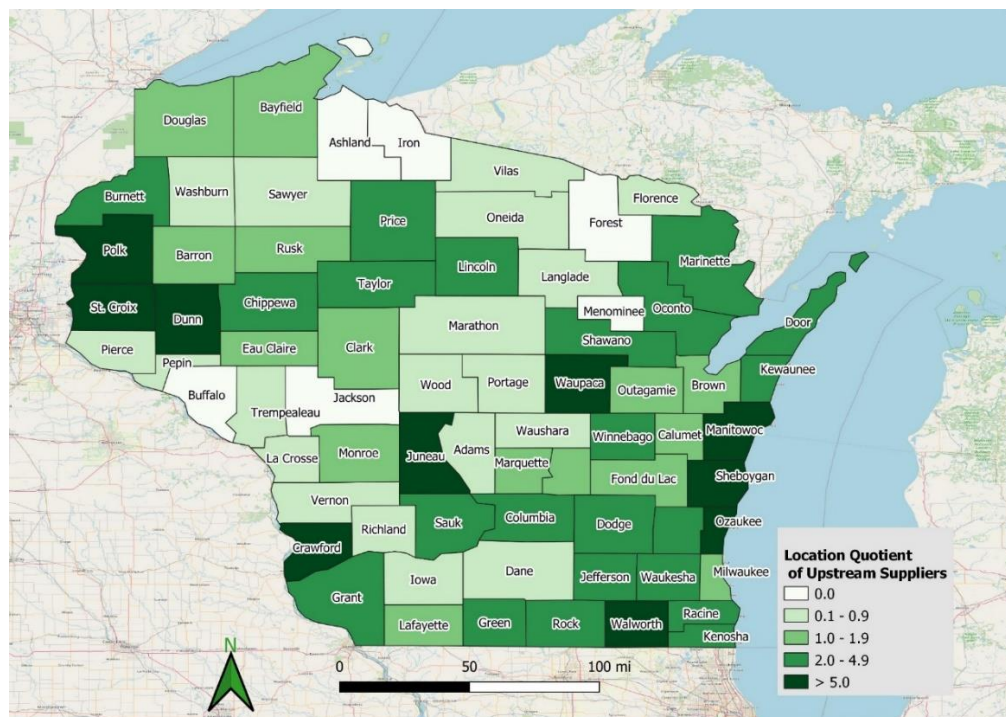 Douglas
Bayfield
Ashland
Iron
Vilas
Florence
Burnett
Washburn
Sawyer
Price
Oneida
Forest
Marinette
Polk
Barron
Rusk
Lincoln
Langlade
Taylor
Oconto
St. Croix
Dunn
Chippewa
Menominee
Door
Marathon
Shawano
Pierce
Eau Claire
Clark
Pepin
Kewaunee
Wood
Portage
Waupaca
Outagamie
Brown
Buffalo
Jackson
Trempealeau
Waushara
Winnebago
Calumet
Manitowoc
La Crosse
Monroe
Juneau
Adams
Marquette
Fond du Lac
Sheboygan
Vernon
Richland
Sauk
Columbia
Dodge
Ozaukee
Crawford
Iowa
Dane
Jefferson
Waukesha
Milwaukee
Grant
Lafayette
Green
Rock
Walworth
Racine
Kenosha
Location Quotient
of Upstream Suppliers
0.0
0.1 - 0.9
1.0 - 1.9
2.0 - 4.9
> 5.0
N
0 50 100 mi